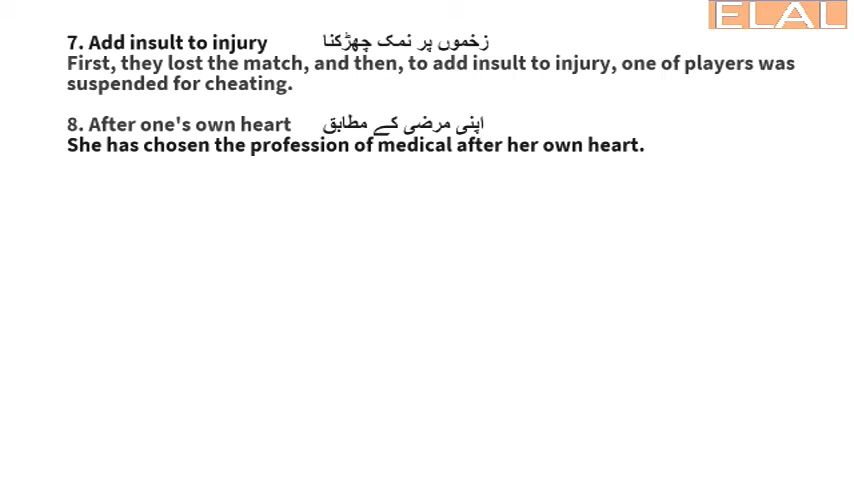 ELAL
7. Add insult to injury زخموں پر نمک چھڑکنا
First, they lost the match, and then, to add insult to injury, one of players was
suspended for cheating.
8. After one's own heart اپنی مرضی کے مطابق
She has chosen the profession of medical after her own heart.